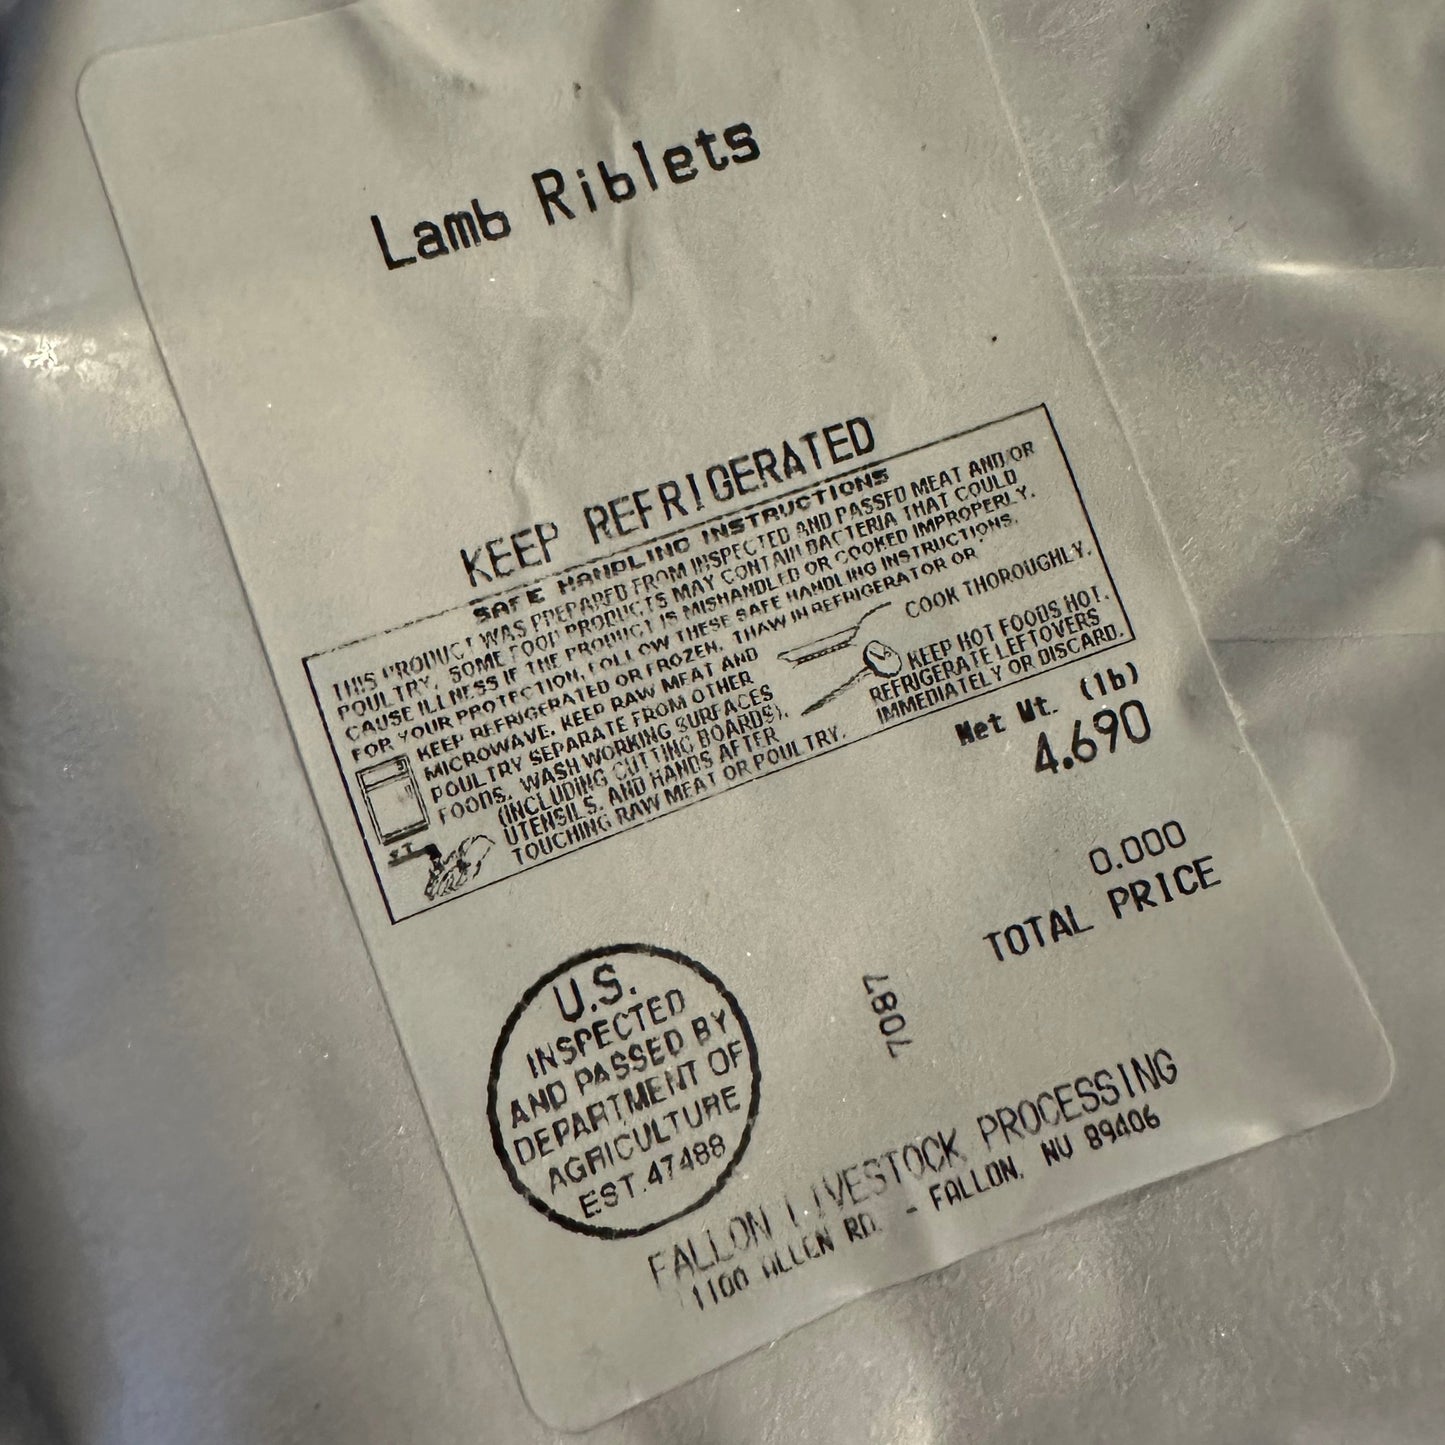 Lamb Riblets
KEEP REFRIGERATED
SAFE HANDLING INSTRUCTIONS
THIS PRODUCT WAS PREPARED FROM INSPECTED AND PASSED MEAT AND/OR
POULTRY. SOME FOOD PRODUCTS MAY CONTAIN BACTERIA THAT COULD
CAUSE ILLNESS IF THE PRODUCT IS MISHANDLED OR COOKED IMPROPERLY.
FOR YOUR PROTECTION, FOLLOW THESE SAFE HANDLING INSTRUCTIONS.
KEEP REFRIGERATED OR FROZEN. THAW IN REFRIGERATOR OR
MICROWAVE. KEEP RAW MEAT AND
POULTRY SEPARATE FROM OTHER
FOODS. WASH WORKING SURFACES
(INCLUDING CUTTING BOARDS),
UTENSILS, AND HANDS AFTER
TOUCHING RAW MEAT OR POULTRY.
COOK THOROUGHLY.
KEEP HOT FOODS HOT.
REFRIGERATE LEFTOVERS
IMMEDIATELY OR DISCARD.
Net Wt. (lb)
4.690
0.000
TOTAL PRICE
7087
U.S.
INSPECTED
AND PASSED BY
DEPARTMENT OF
AGRICULTURE
EST.47488
FALLON LIVESTOCK PROCESSING
1100 ALLEN RD. - FALLON, NV 89406